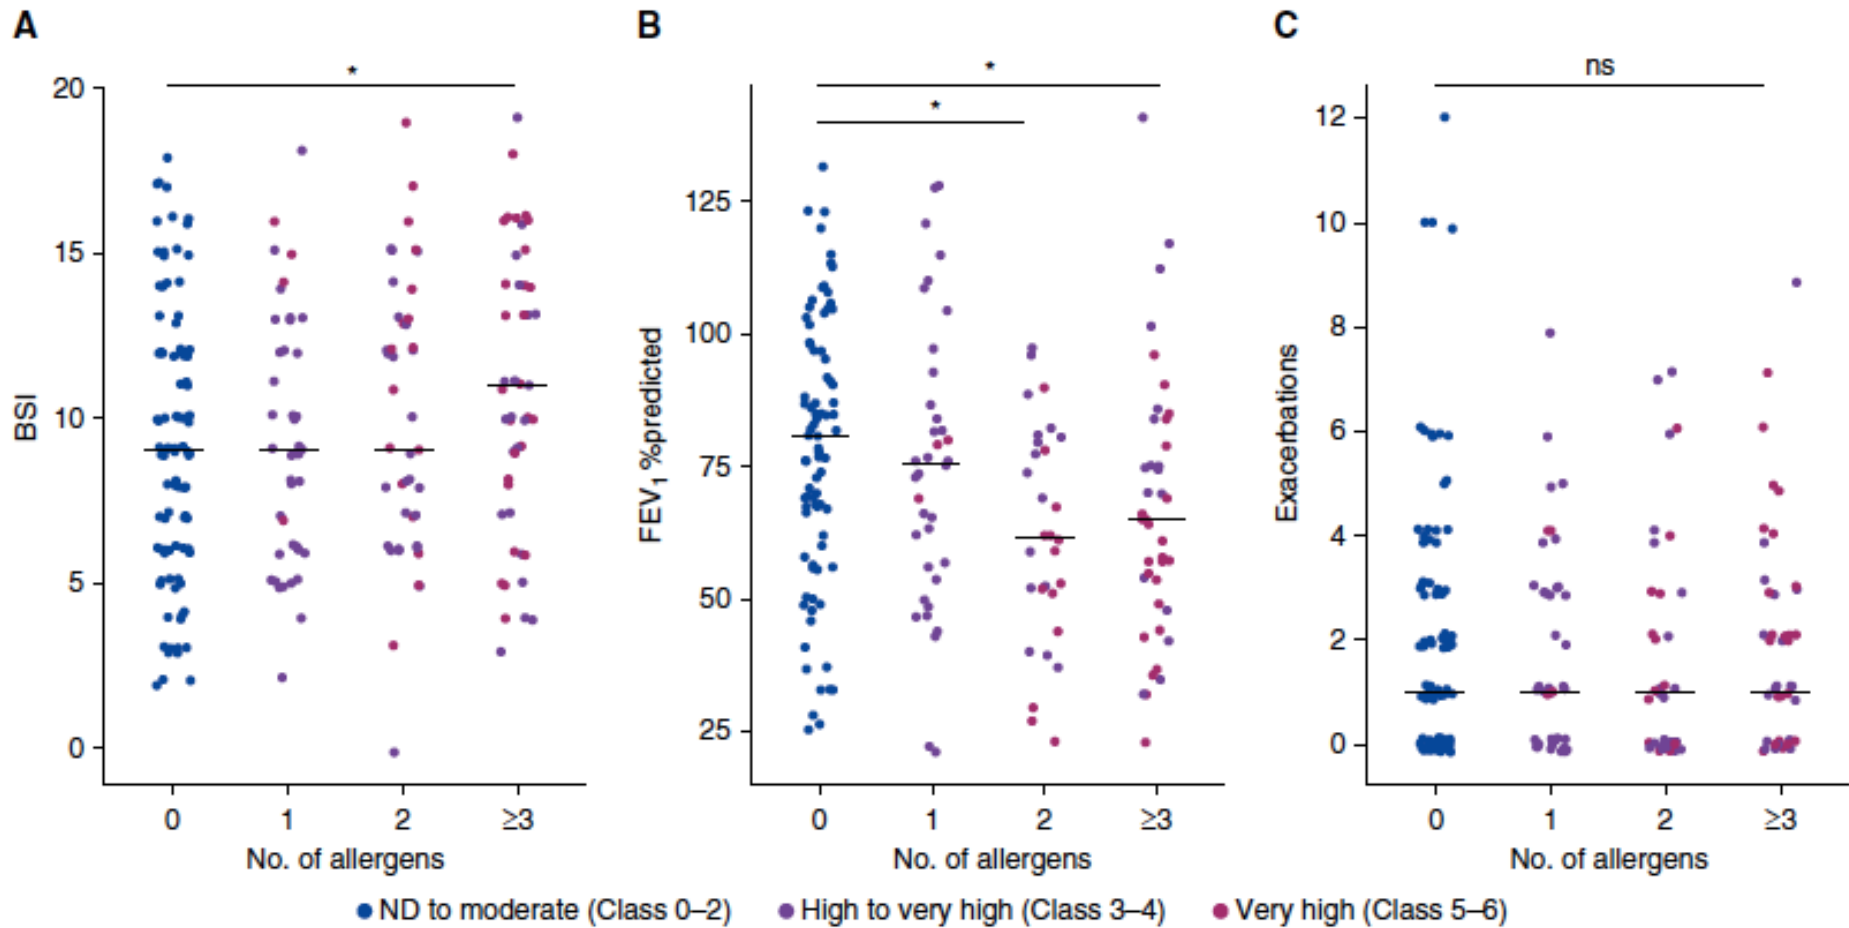 A
B
C
*
20
15
10
5
0
BSI
0 1 2 ≥3
No. of allergens
*
*
125
100
75
50
25
FEV1 %predicted
0 1 2 ≥3
No. of allergens
ns
12
10
8
6
4
2
0
Exacerbations
0 1 2 ≥3
No. of allergens
ND to moderate (Class 0–2) High to very high (Class 3–4) Very high (Class 5–6)